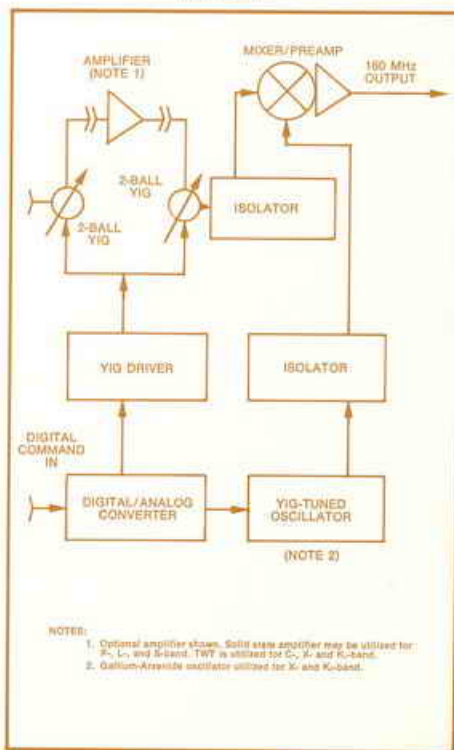 MIXER/PREAMP
AMPLIFIER
(NOTE 1)
160 MHz
OUTPUT
2-BALL
YIG
2-BALL
YIG
ISOLATOR
YIG DRIVER
ISOLATOR
DIGITAL
COMMAND
IN
DIGITAL/ANALOG
CONVERTER
YIG-TUNED
OSCILLATOR
(NOTE 2)
NOTES:
1. Optional amplifier shown. Solid state amplifier may be utilized for
P-, L-, and S-band. TWT is utilized for C-, X- and Kᵤ-band.
2. Gallium-Arsenide oscillator utilized for X- and Kᵤ-band.